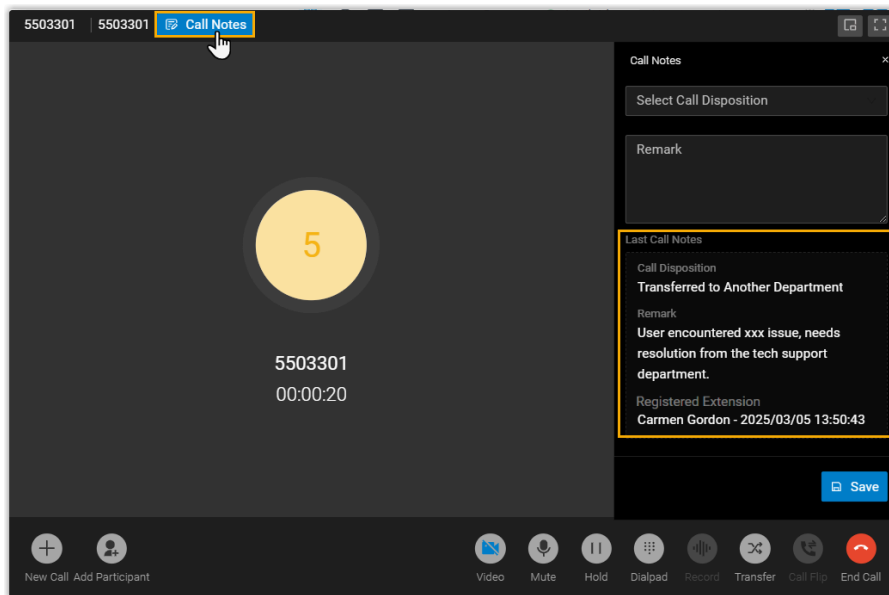 5503301
5503301
Call Notes
Call Notes
×
Select Call Disposition
Remark
5
5503301
00:00:20
Last Call Notes
Call Disposition
Transferred to Another Department
Remark
User encountered xxx issue, needs
resolution from the tech support
department.
Registered Extension
Carmen Gordon - 2025/03/05 13:50:43
Save
New Call
Add Participant
Video
Mute
Hold
Dialpad
Record
Transfer
Call Flip
End Call